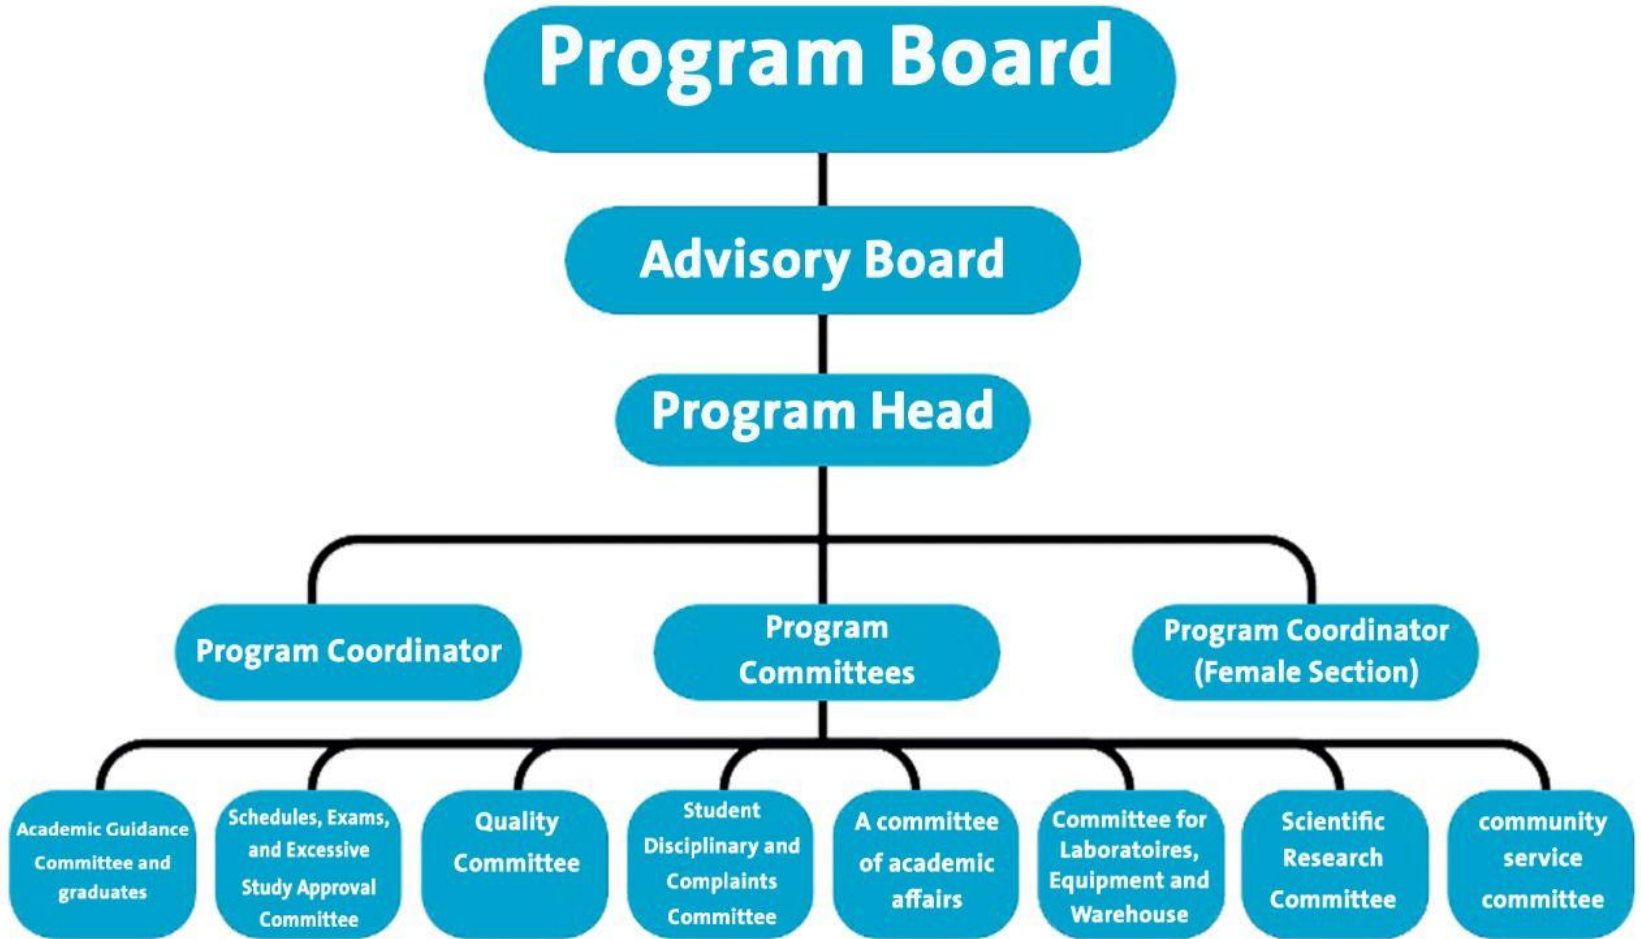 Program Board
Advisory Board
Program Head
Program Coordinator
Program
Committees
Program Coordinator
(Female Section)
Academic Guidance
Committee and
graduates
Schedules, Exams,
and Excessive
Study Approval
Committee
Quality
Committee
Student
Disciplinary and
Complaints
Committee
A committee
of academic
affairs
Committee for
Laboratoires,
Equipment and
Warehouse
Scientific
Research
Committee
community
service
committee